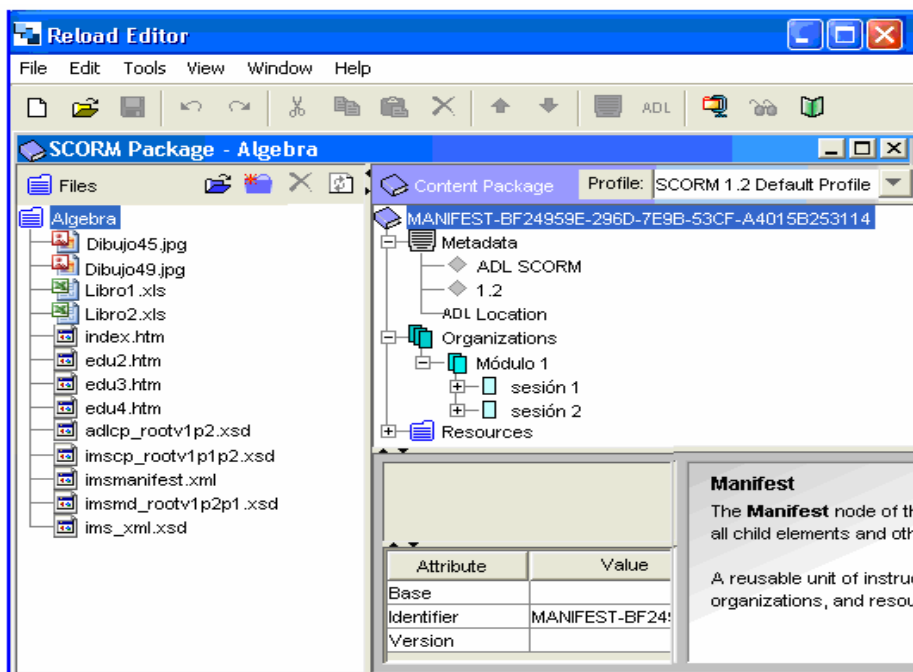 Reload Editor
File Edit Tools View Window Help
ADL
SCORM Package - Algebra
Files
Algebra
Dibujo45.jpg
Dibujo49.jpg
Libro1.xls
Libro2.xls
index.htm
edu2.htm
edu3.htm
edu4.htm
adlcp_rootv1p2.xsd
imscp_rootv1p1p2.xsd
imsmanifest.xml
imsmd_rootv1p2p1.xsd
ims_xml.xsd
Content Package Profile: SCORM 1.2 Default Profile
MANIFEST-BF24959E-296D-7E9B-53CF-A4015B253114
Metadata
ADL SCORM
1.2
ADL Location
Organizations
Módulo 1
sesión 1
sesión 2
Resources
Attribute Value
Base
Identifier MANIFEST-BF24
Version
Manifest
The Manifest node of th
all child elements and oth
A reusable unit of instru
organizations, and resou